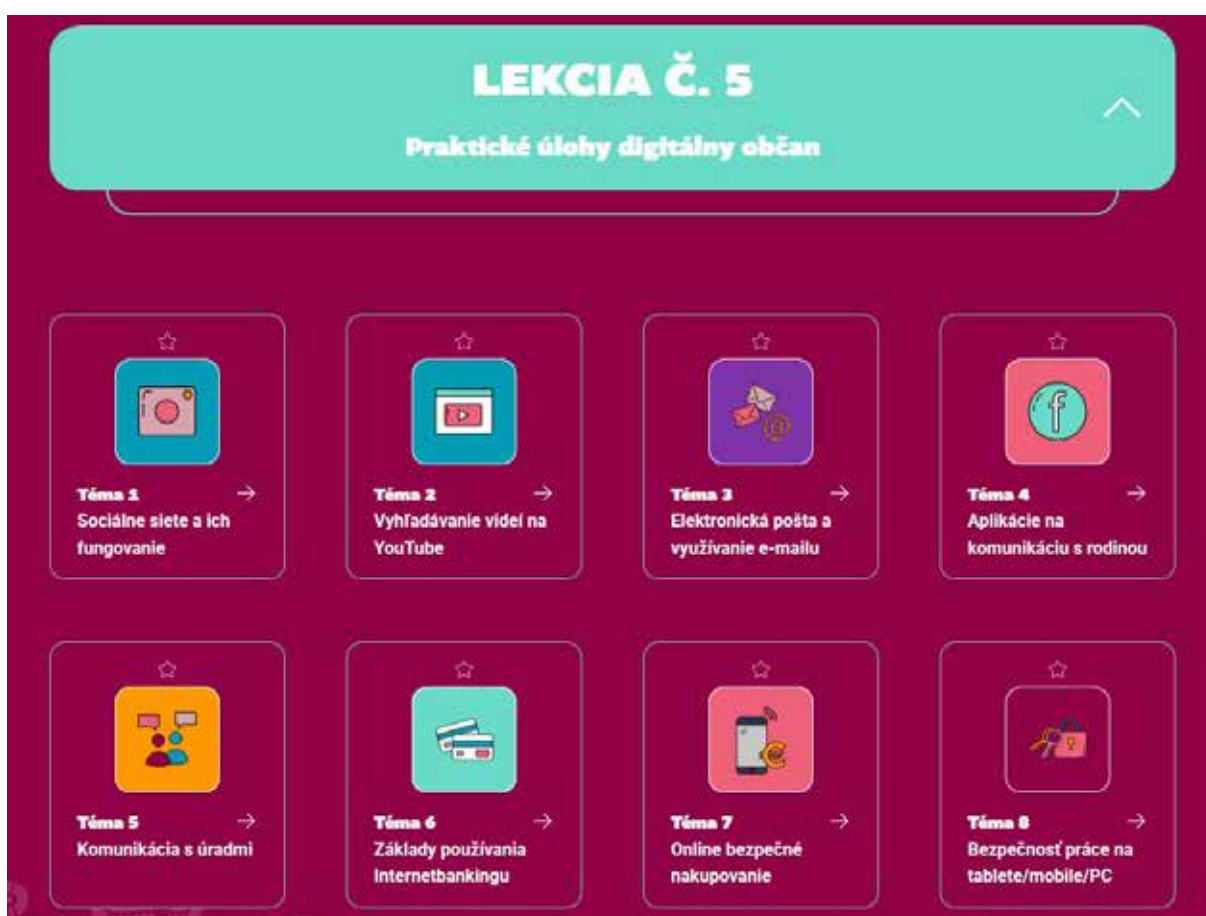 LEKCIA Č. 5
Praktické úlohy digitálny občan
Téma 1
Sociálne siete a ich
fungovanie
Téma 2
Vyhľadávanie videí na
YouTube
Téma 3
Elektronická pošta a
využívanie e-mailu
Téma 4
Aplikácie na
komunikáciu s rodinou
Téma 5
Komunikácia s úradmi
Téma 6
Základy používania
Internetbankingu
Téma 7
Online bezpečné
nakupovanie
Téma 8
Bezpečnosť práce na
tablete/mobile/PC